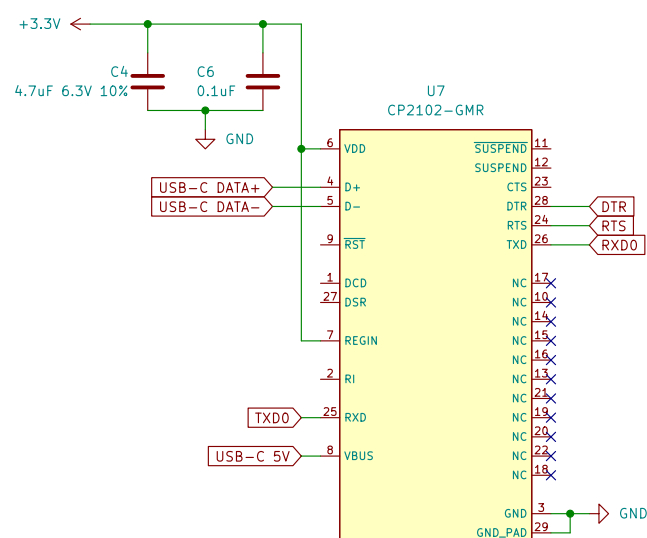 +3.3V
C4
4.7uF 6.3V 10%
C6
0.1uF
GND
U7
CP2102-GMR
6 VDD
SUSPEND 11
SUSPEND 12
USB-C DATA+ 4 D+
CTS 23
USB-C DATA- 5 D-
DTR 28 DTR
RTS 24 RTS
9 RST
TXD 26 RXD0
1 DCD
NC 17
27 DSR
NC 10
NC 14
7 REGIN
NC 15
NC 16
2 RI
NC 13
NC 21
TXD0 25 RXD
NC 19
NC 20
USB-C 5V 8 VBUS
NC 22
NC 18
GND 3 GND
GND_PAD 29